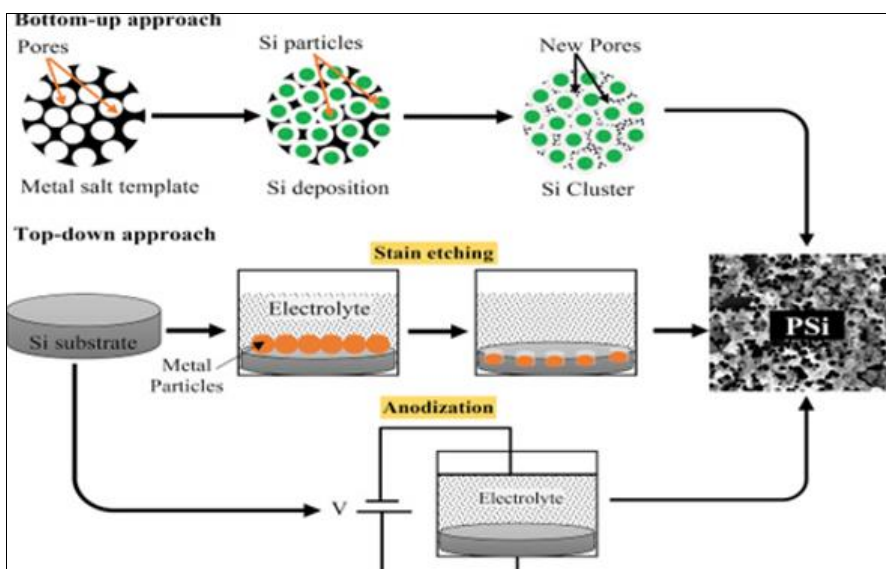 Bottom-up approach
Pores
Si particles
New Pores
Metal salt template
Si deposition
Si Cluster
Top-down approach
Stain etching
Si substrate
Electrolyte
Metal
Particles
PSi
Anodization
V
Electrolyte